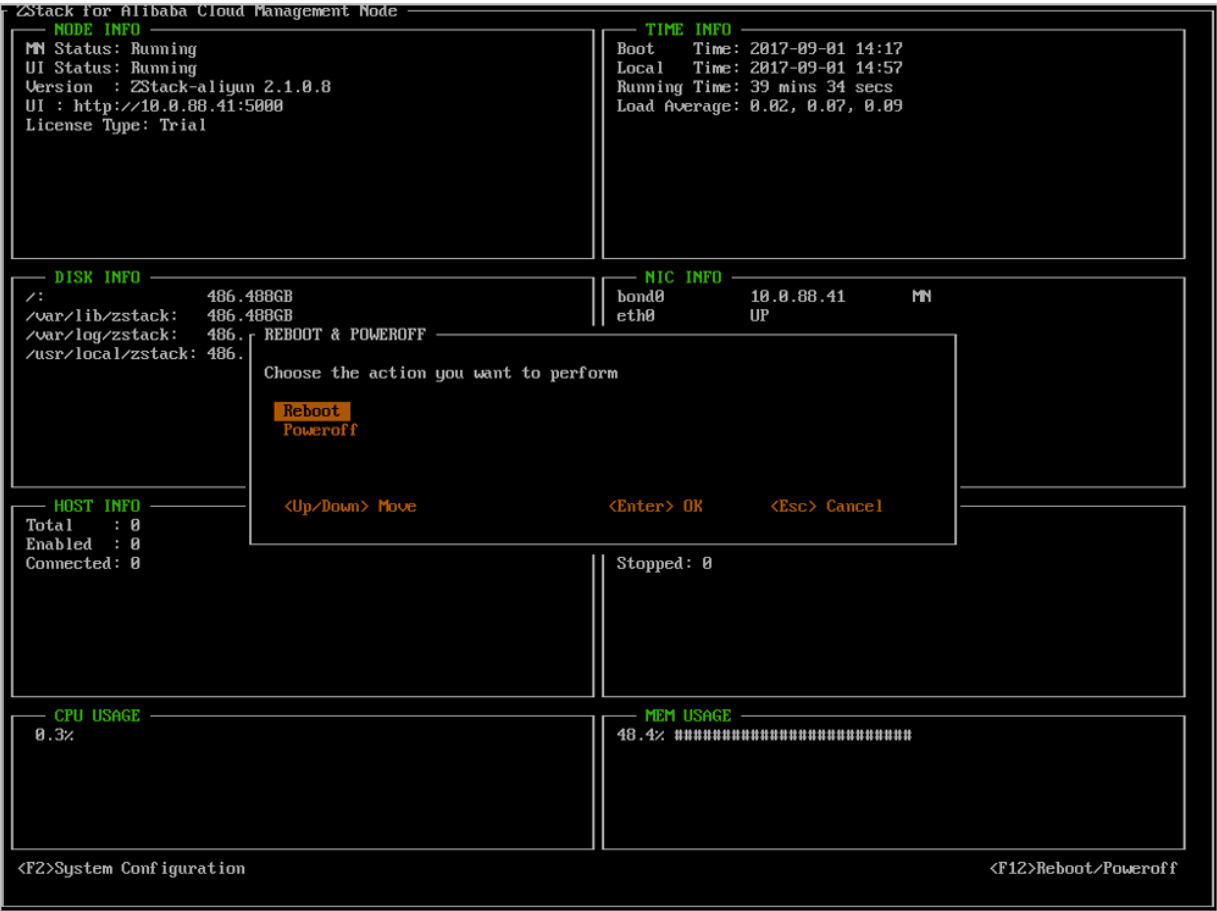 ZStack for Alibaba Cloud Management Node
NODE INFO
MN Status: Running
UI Status: Running
Version  : ZStack-aliyun 2.1.0.8
UI : http://10.0.88.41:5000
License Type: Trial
TIME INFO
Boot    Time: 2017-09-01 14:17
Local   Time: 2017-09-01 14:57
Running Time: 39 mins 34 secs
Load Average: 0.02, 0.07, 0.09
DISK INFO
/:                 486.488GB
/var/lib/zstack:   486.488GB
/var/log/zstack:   486.
/usr/local/zstack: 486.
NIC INFO
bond0         10.0.88.41       MN
eth0          UP
REBOOT & POWEROFF
Choose the action you want to perform
Reboot
Poweroff
<Up/Down> Move                    <Enter> OK       <Esc> Cancel
HOST INFO
Total    : 0
Enabled  : 0
Connected: 0
Stopped: 0
CPU USAGE
0.3%
MEM USAGE
48.4% #########################
<F2>System Configuration
<F12>Reboot/Poweroff